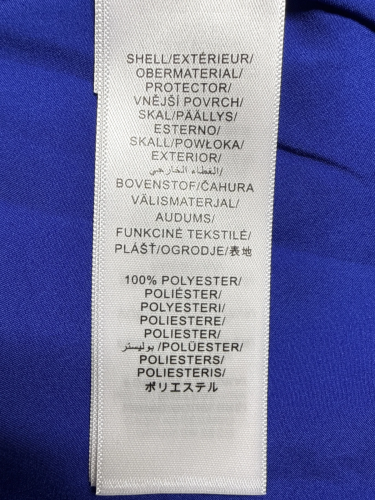 SHELL/EXTÉRIEUR/
OBERMATERIAL/
PROTECTOR/
VNĚJŠÍ POVRCH/
SKAL/PÄÄLLYS/
ESTERNO/
SKALL/POWŁOKA/
EXTERIOR/
الغطاء الخارجي/
BOVENSTOF/ČAHURA
VÄLISMATERJAL/
AUDUMS/
FUNKCINĖ TEKSTILĖ/
PLÁŠŤ/OGRODJE/表地
100% POLYESTER/
POLIÉSTER/
POLYESTERI/
POLIESTERE/
POLIESTER/
بوليستر /POLÜESTER/
POLIESTERS/
POLIESTERIS/
ポリエステル